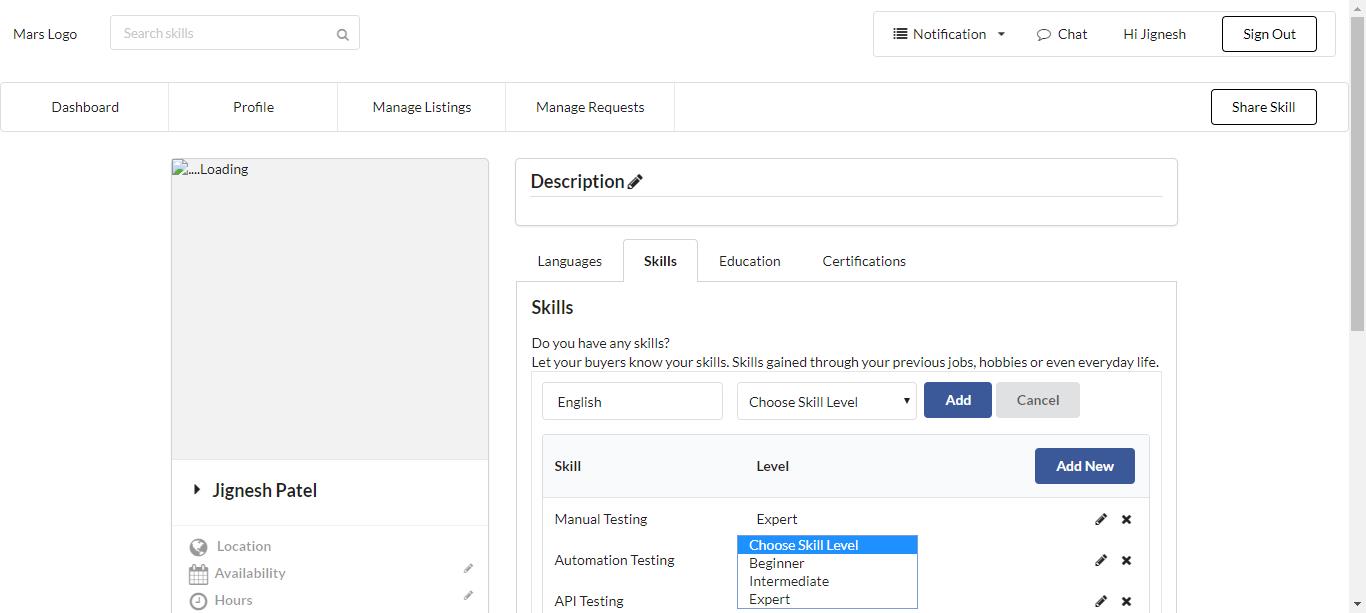 Mars Logo
Search skills
Notification
Chat
Hi Jignesh
Sign Out
Dashboard
Profile
Manage Listings
Manage Requests
Share Skill
....Loading
Description
Languages
Skills
Education
Certifications
Skills
Do you have any skills?
Let your buyers know your skills. Skills gained through your previous jobs, hobbies or even everyday life.
English
Choose Skill Level
Add
Cancel
Skill
Level
Add New
Manual Testing
Expert
Automation Testing
API Testing
Choose Skill Level
Beginner
Intermediate
Expert
Jignesh Patel
Location
Availability
Hours